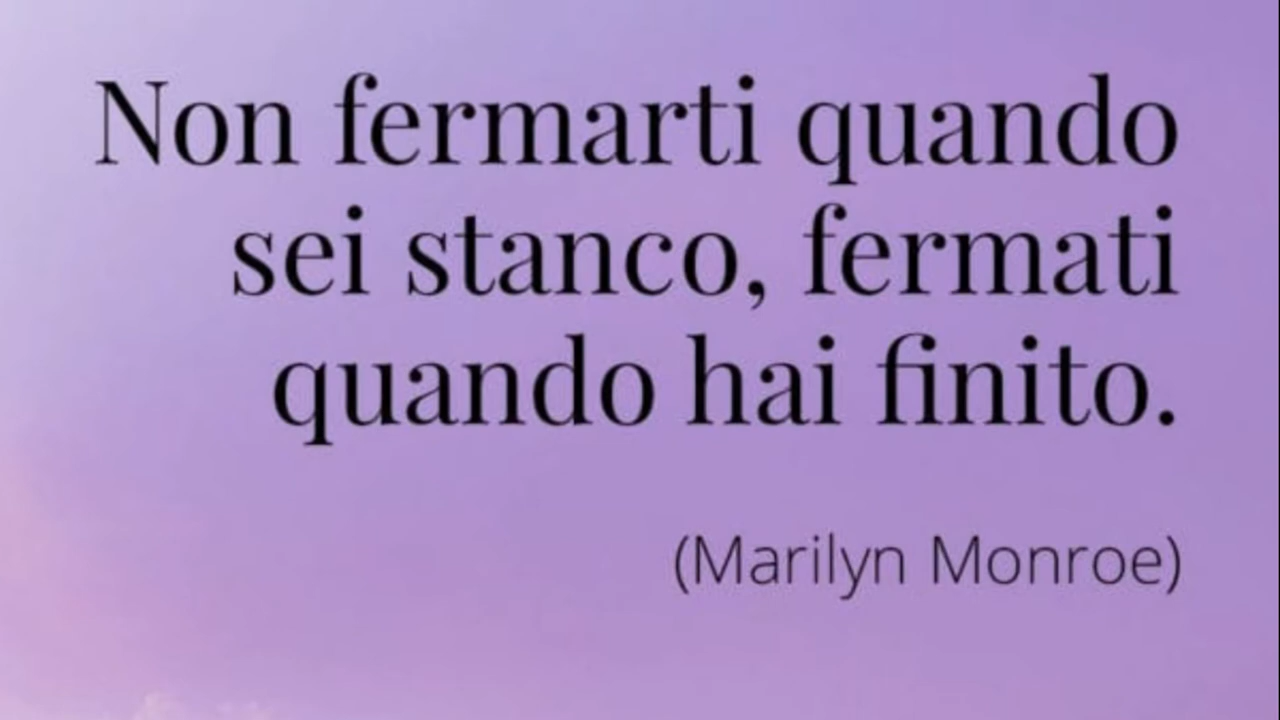 Non fermarti quando
sei stanco, fermati
quando hai finito.
(Marilyn Monroe)